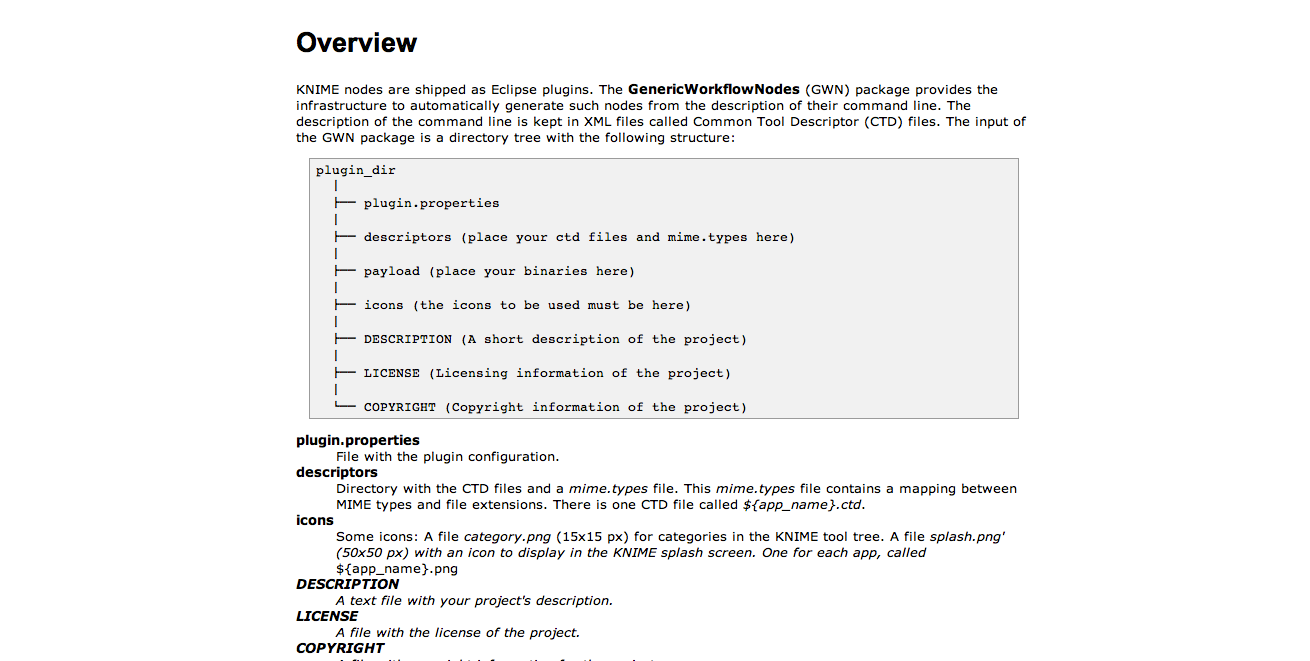 Overview
KNIME nodes are shipped as Eclipse plugins. The GenericWorkflowNodes (GWN) package provides the
infrastructure to automatically generate such nodes from the description of their command line. The
description of the command line is kept in XML files called Common Tool Descriptor (CTD) files. The input of
the GWN package is a directory tree with the following structure:
plugin_dir
|
├── plugin.properties
|
├── descriptors (place your ctd files and mime.types here)
|
├── payload (place your binaries here)
|
├── icons (the icons to be used must be here)
|
├── DESCRIPTION (A short description of the project)
|
├── LICENSE (Licensing information of the project)
|
└── COPYRIGHT (Copyright information of the project)
plugin.properties
File with the plugin configuration.
descriptors
Directory with the CTD files and a mime.types file. This mime.types file contains a mapping between
MIME types and file extensions. There is one CTD file called ${app_name}.ctd.
icons
Some icons: A file category.png (15x15 px) for categories in the KNIME tool tree. A file splash.png'
(50x50 px) with an icon to display in the KNIME splash screen. One for each app, called
${app_name}.png
DESCRIPTION
A text file with your project's description.
LICENSE
A file with the license of the project.
COPYRIGHT